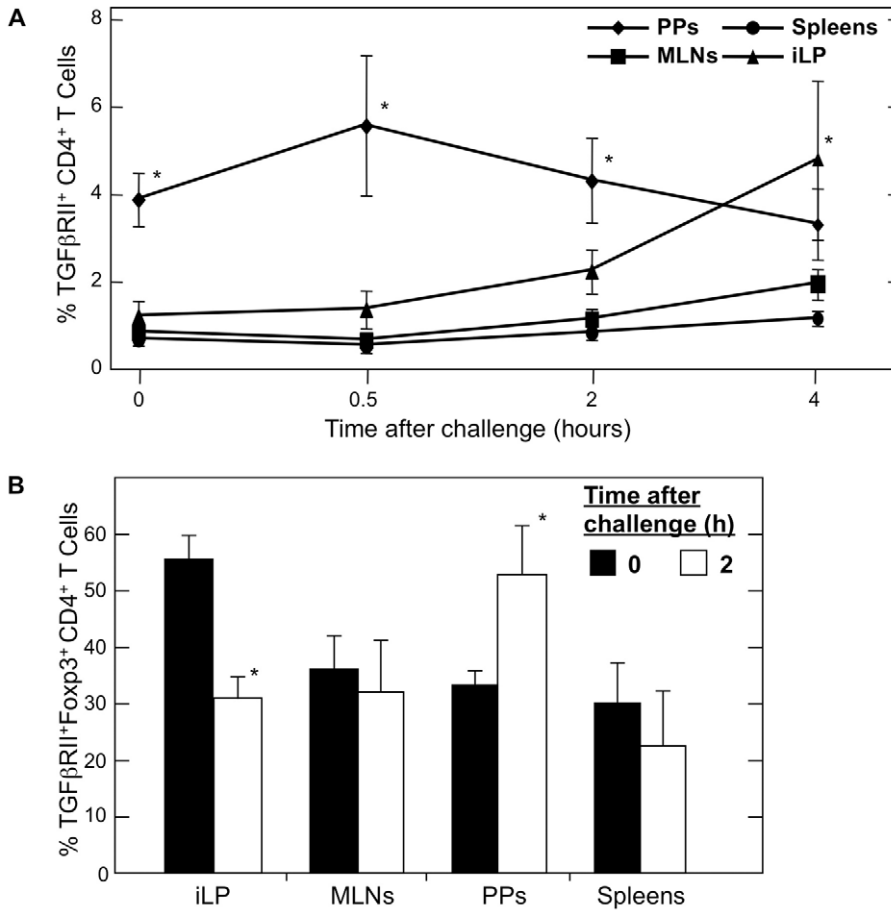 A
% TGFβRII⁺ CD4⁺ T Cells
8
6
4
2
0
PPs
Spleens
MLNs
iLP
*
*
*
*
0
0.5
2
4
Time after challenge (hours)
B
% TGFβRII⁺Foxp3⁺ CD4⁺ T Cells
60
50
40
30
20
10
0
Time after
challenge (h)
0 2
*
*
iLP MLNs PPs Spleens